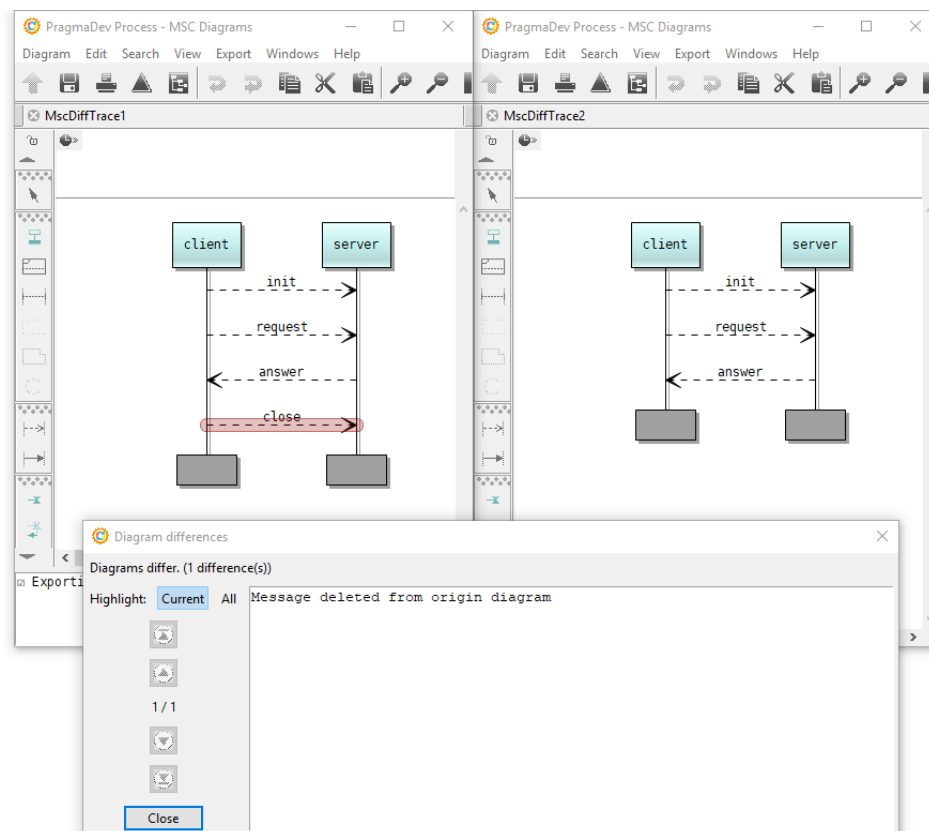 PragmaDev Process - MSC Diagrams
Diagram Edit Search View Export Windows Help
MscDiffTrace1
client server
init
request
answer
close
PragmaDev Process - MSC Diagrams
Diagram Edit Search View Export Windows Help
MscDiffTrace2
client server
init
request
answer
Exporti
Diagram differences
Diagrams differ. (1 difference(s))
Highlight: Current All
Message deleted from origin diagram
1 / 1
Close